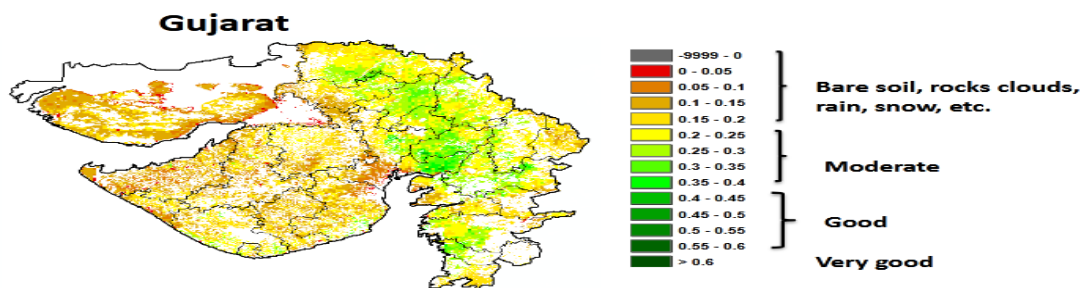 Gujarat
-9999 - 0
0 - 0.05
0.05 - 0.1
0.1 - 0.15
0.15 - 0.2
0.2 - 0.25
0.25 - 0.3
0.3 - 0.35
0.35 - 0.4
0.4 - 0.45
0.45 - 0.5
0.5 - 0.55
0.55 - 0.6
> 0.6
Bare soil, rocks clouds,
rain, snow, etc.
Moderate
Good
Very good